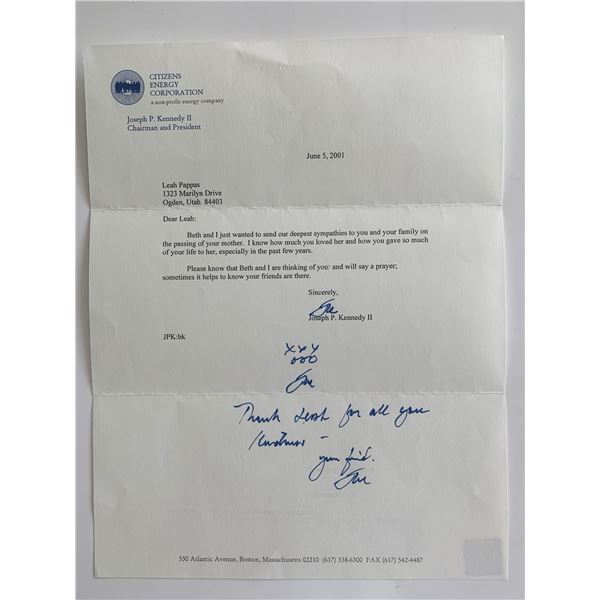 CITIZENS
ENERGY
CORPORATION
a non-profit energy company
Joseph P. Kennedy II
Chairman and President
June 5, 2001
Leah Pappas
1323 Marilyn Drive
Ogden, Utah 84403
Dear Leah:
Beth and I just wanted to send our deepest sympathies to you and your family on
the passing of your mother. I know how much you loved her and how you gave so much
of your life to her, especially in the past few years.
Please know that Beth and I are thinking of you and will say a prayer;
sometimes it helps to know your friends are there.
Sincerely,
Joe
Joseph P. Kennedy II
JPK:bk
xxx
ooo
Joe
Thank Leah for all your
kindness –
your friend.
Joe
530 Atlantic Avenue, Boston, Massachusetts 02210 (617) 338-6300 FAX (617) 542-4487